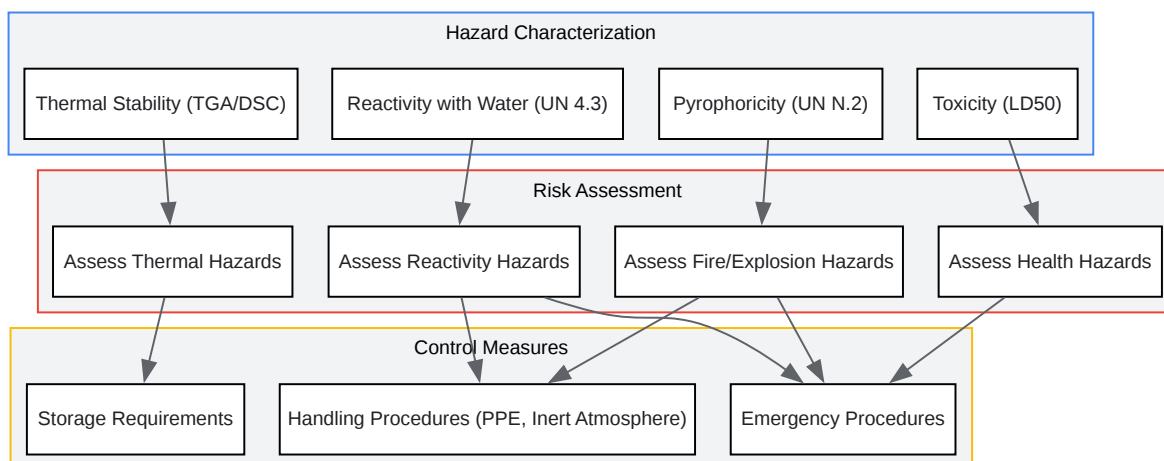 Hazard Characterization
Thermal Stability (TGA/DSC)
Reactivity with Water (UN 4.3)
Pyrophoricity (UN N.2)
Toxicity (LD50)
Risk Assessment
Assess Thermal Hazards
Assess Reactivity Hazards
Assess Fire/Explosion Hazards
Assess Health Hazards
Control Measures
Storage Requirements
Handling Procedures (PPE, Inert Atmosphere)
Emergency Procedures